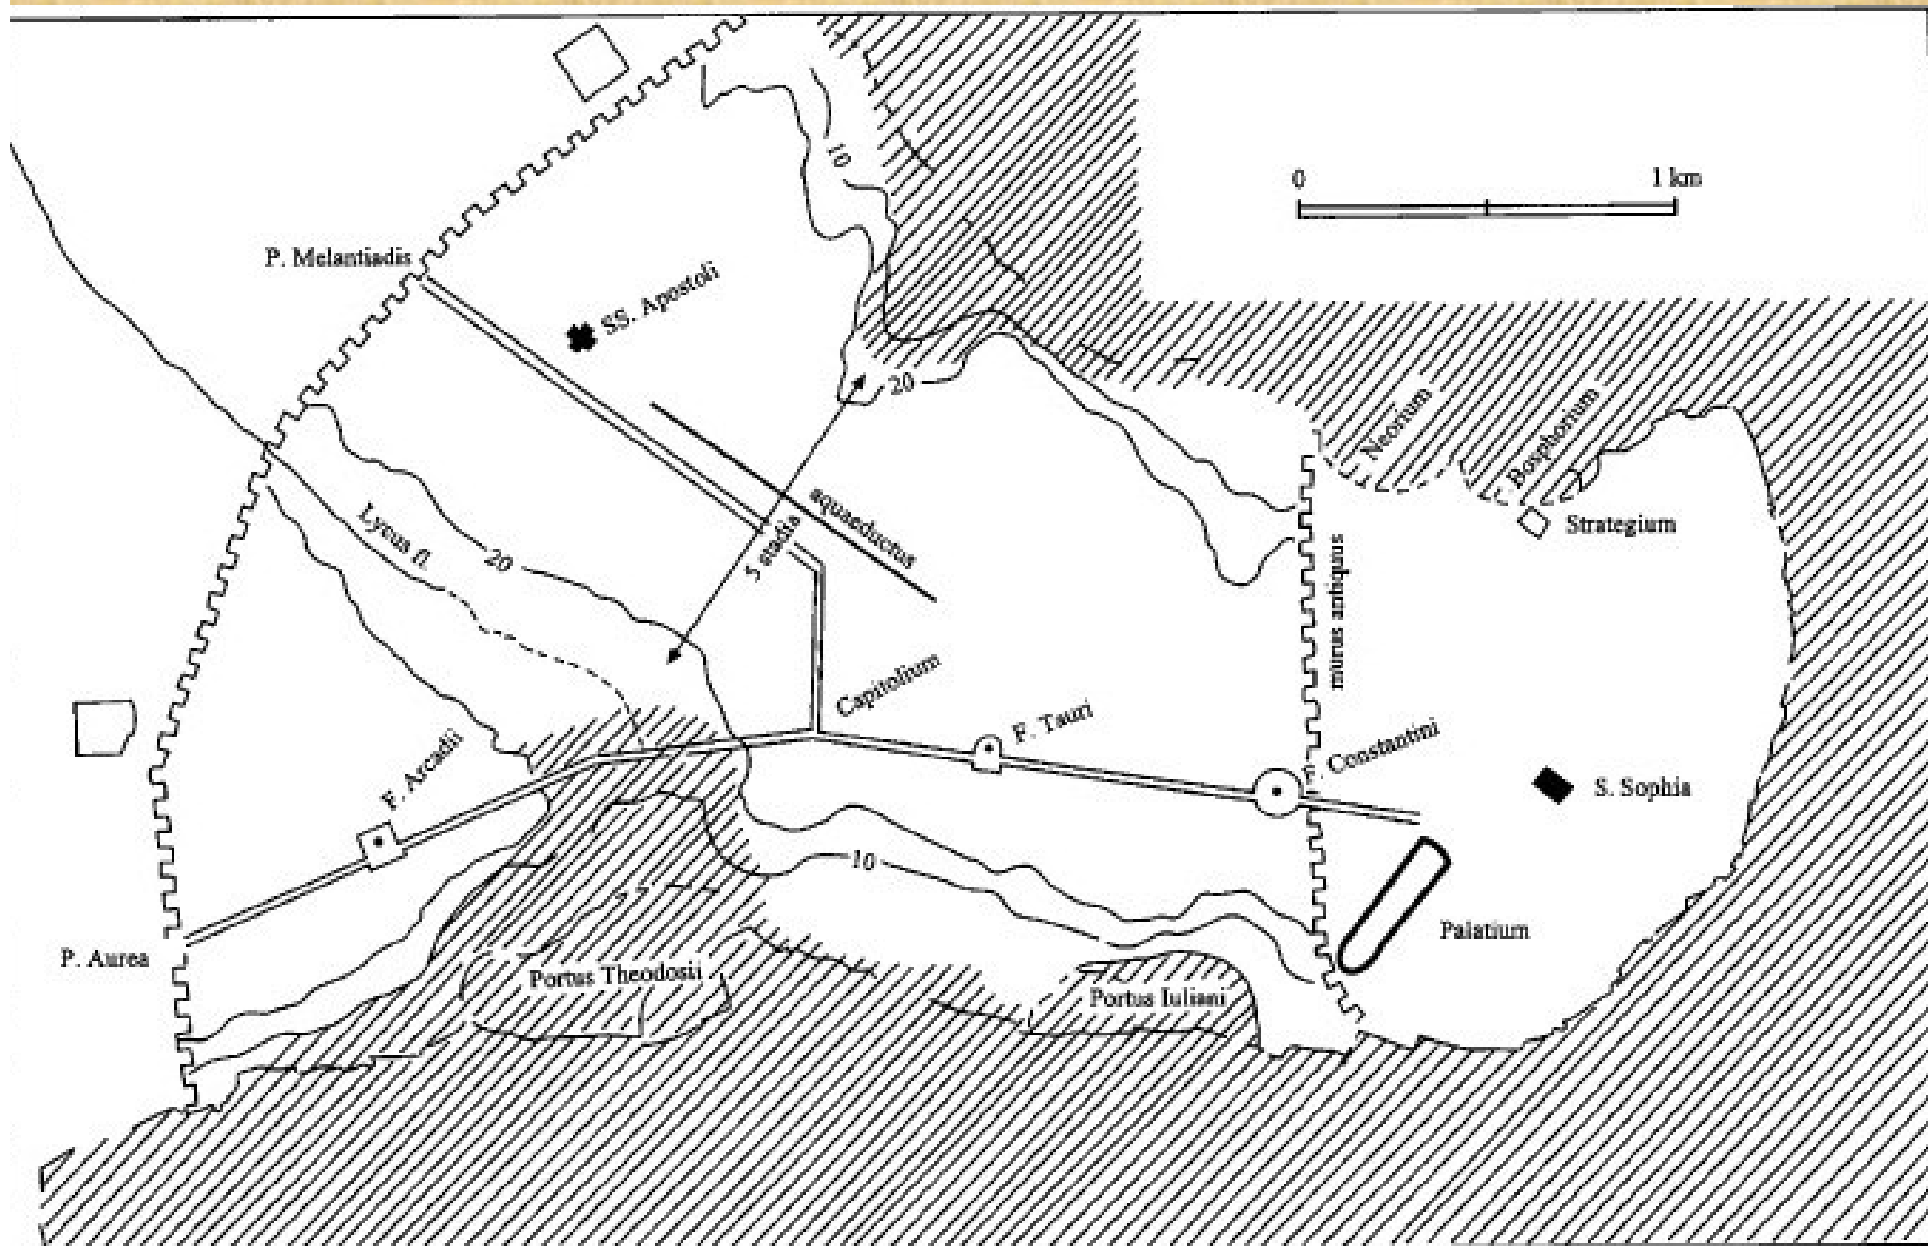 10
0
1 km
P. Melantiadis
SS. Apostoli
20
Neorium
Bosphorium
Strategium
aquaeductus
5 stadia
Lycus fl
20
murus antiquus
Capitolium
F. Tauri
Constantini
F. Arcadii
S. Sophia
10
Palatium
P. Aurea
Portus Theodosii
Portus Iuliani